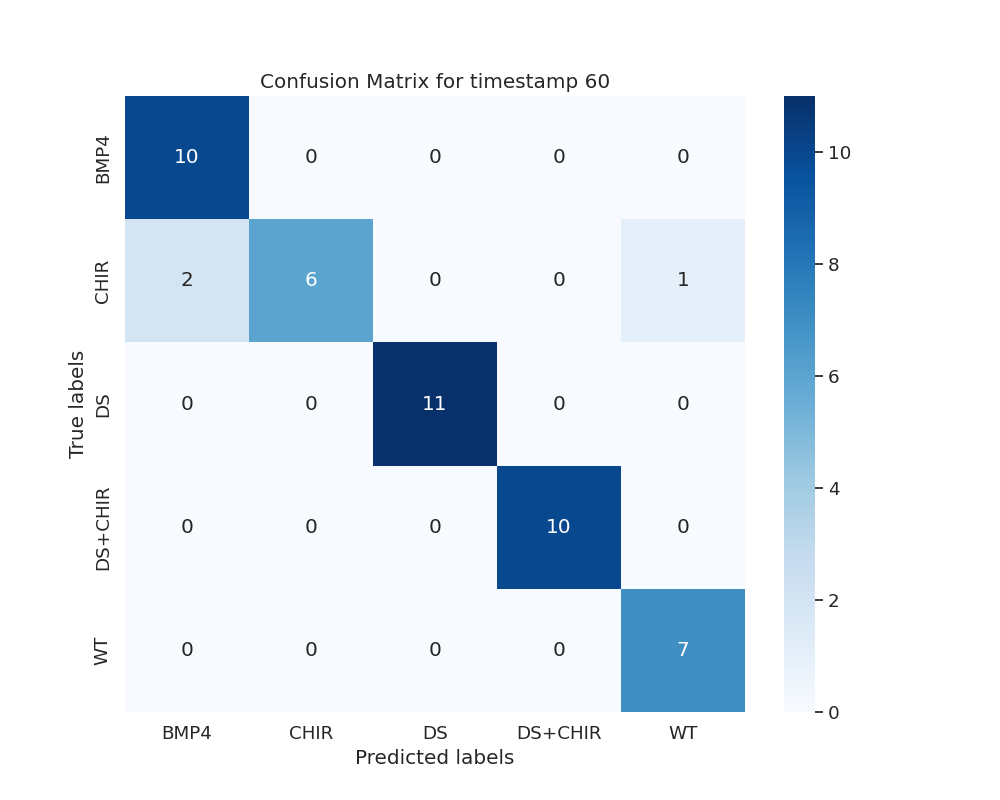 Confusion Matrix for timestamp 60
True labels
BMP4
10 0 0 0 0
CHIR
2 6 0 0 1
DS
0 0 11 0 0
DS+CHIR
0 0 0 10 0
WT
0 0 0 0 7
BMP4 CHIR DS DS+CHIR WT
Predicted labels
10
8
6
4
2
0